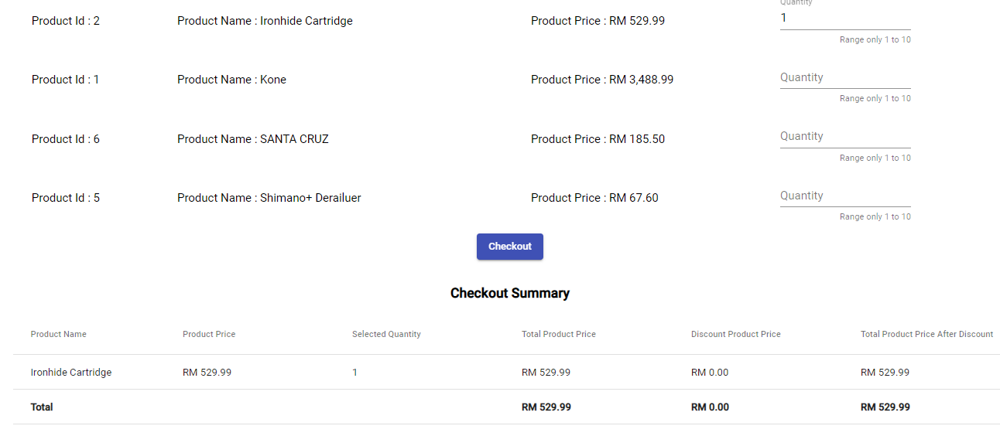 Quantity
Product Id : 2 Product Name : Ironhide Cartridge Product Price : RM 529.99 1
Range only 1 to 10
Product Id : 1 Product Name : Kone Product Price : RM 3,488.99 Quantity
Range only 1 to 10
Product Id : 6 Product Name : SANTA CRUZ Product Price : RM 185.50 Quantity
Range only 1 to 10
Product Id : 5 Product Name : Shimano+ Derailuer Product Price : RM 67.60 Quantity
Range only 1 to 10
Checkout
Checkout Summary
Product Name Product Price Selected Quantity Total Product Price Discount Product Price Total Product Price After Discount
Ironhide Cartridge RM 529.99 1 RM 529.99 RM 0.00 RM 529.99
Total RM 529.99 RM 0.00 RM 529.99